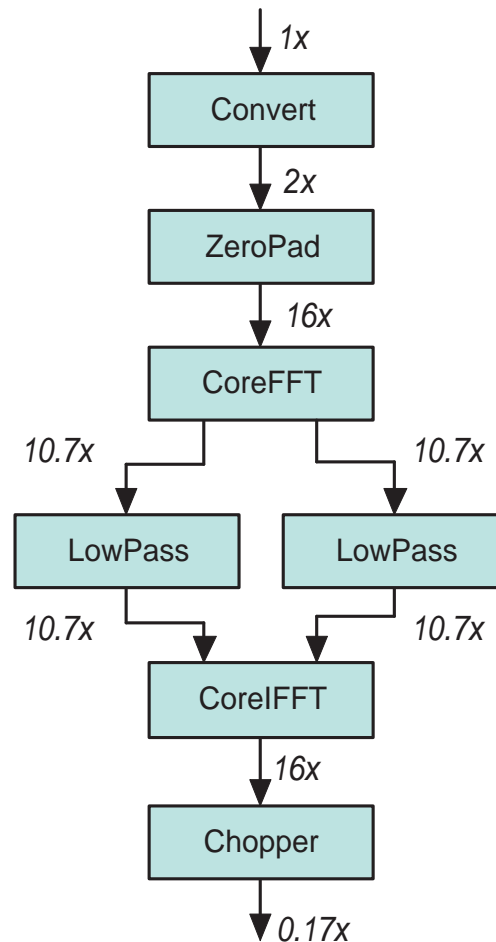 1x
Convert
2x
ZeroPad
16x
CoreFFT
10.7x
10.7x
LowPass
LowPass
10.7x
10.7x
CoreIFFT
16x
Chopper
0.17x